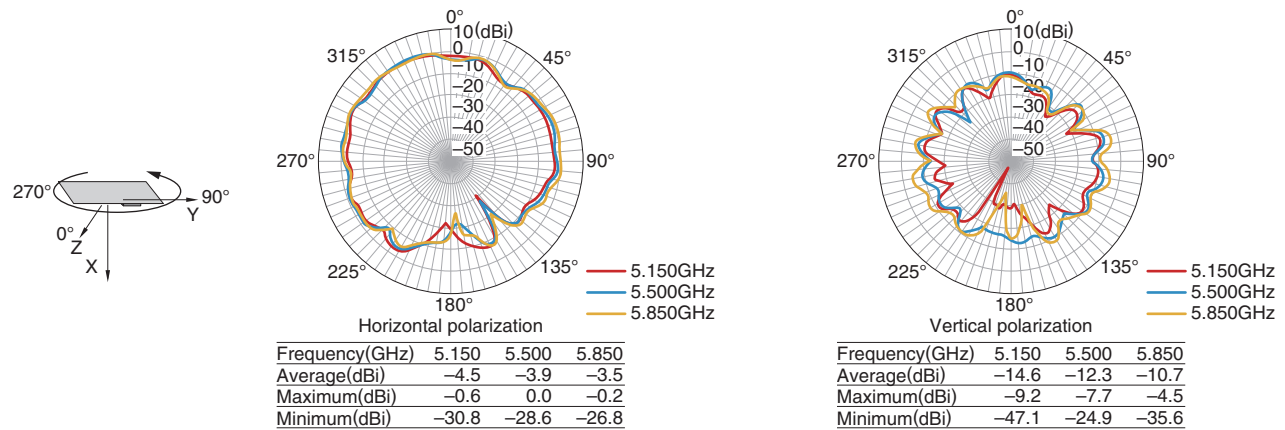 270°
90°
Y
0°
Z
X
0°
10(dBi)
0
–10
–20
–30
–40
–50
315°
45°
270°
90°
225°
135°
180°
5.150GHz
5.500GHz
5.850GHz
Horizontal polarization
Frequency(GHz) 5.150 5.500 5.850
Average(dBi) –4.5 –3.9 –3.5
Maximum(dBi) –0.6 0.0 –0.2
Minimum(dBi) –30.8 –28.6 –26.8
0°
10(dBi)
0
–10
–20
–30
–40
–50
315°
45°
270°
90°
225°
135°
180°
5.150GHz
5.500GHz
5.850GHz
Vertical polarization
Frequency(GHz) 5.150 5.500 5.850
Average(dBi) –14.6 –12.3 –10.7
Maximum(dBi) –9.2 –7.7 –4.5
Minimum(dBi) –47.1 –24.9 –35.6